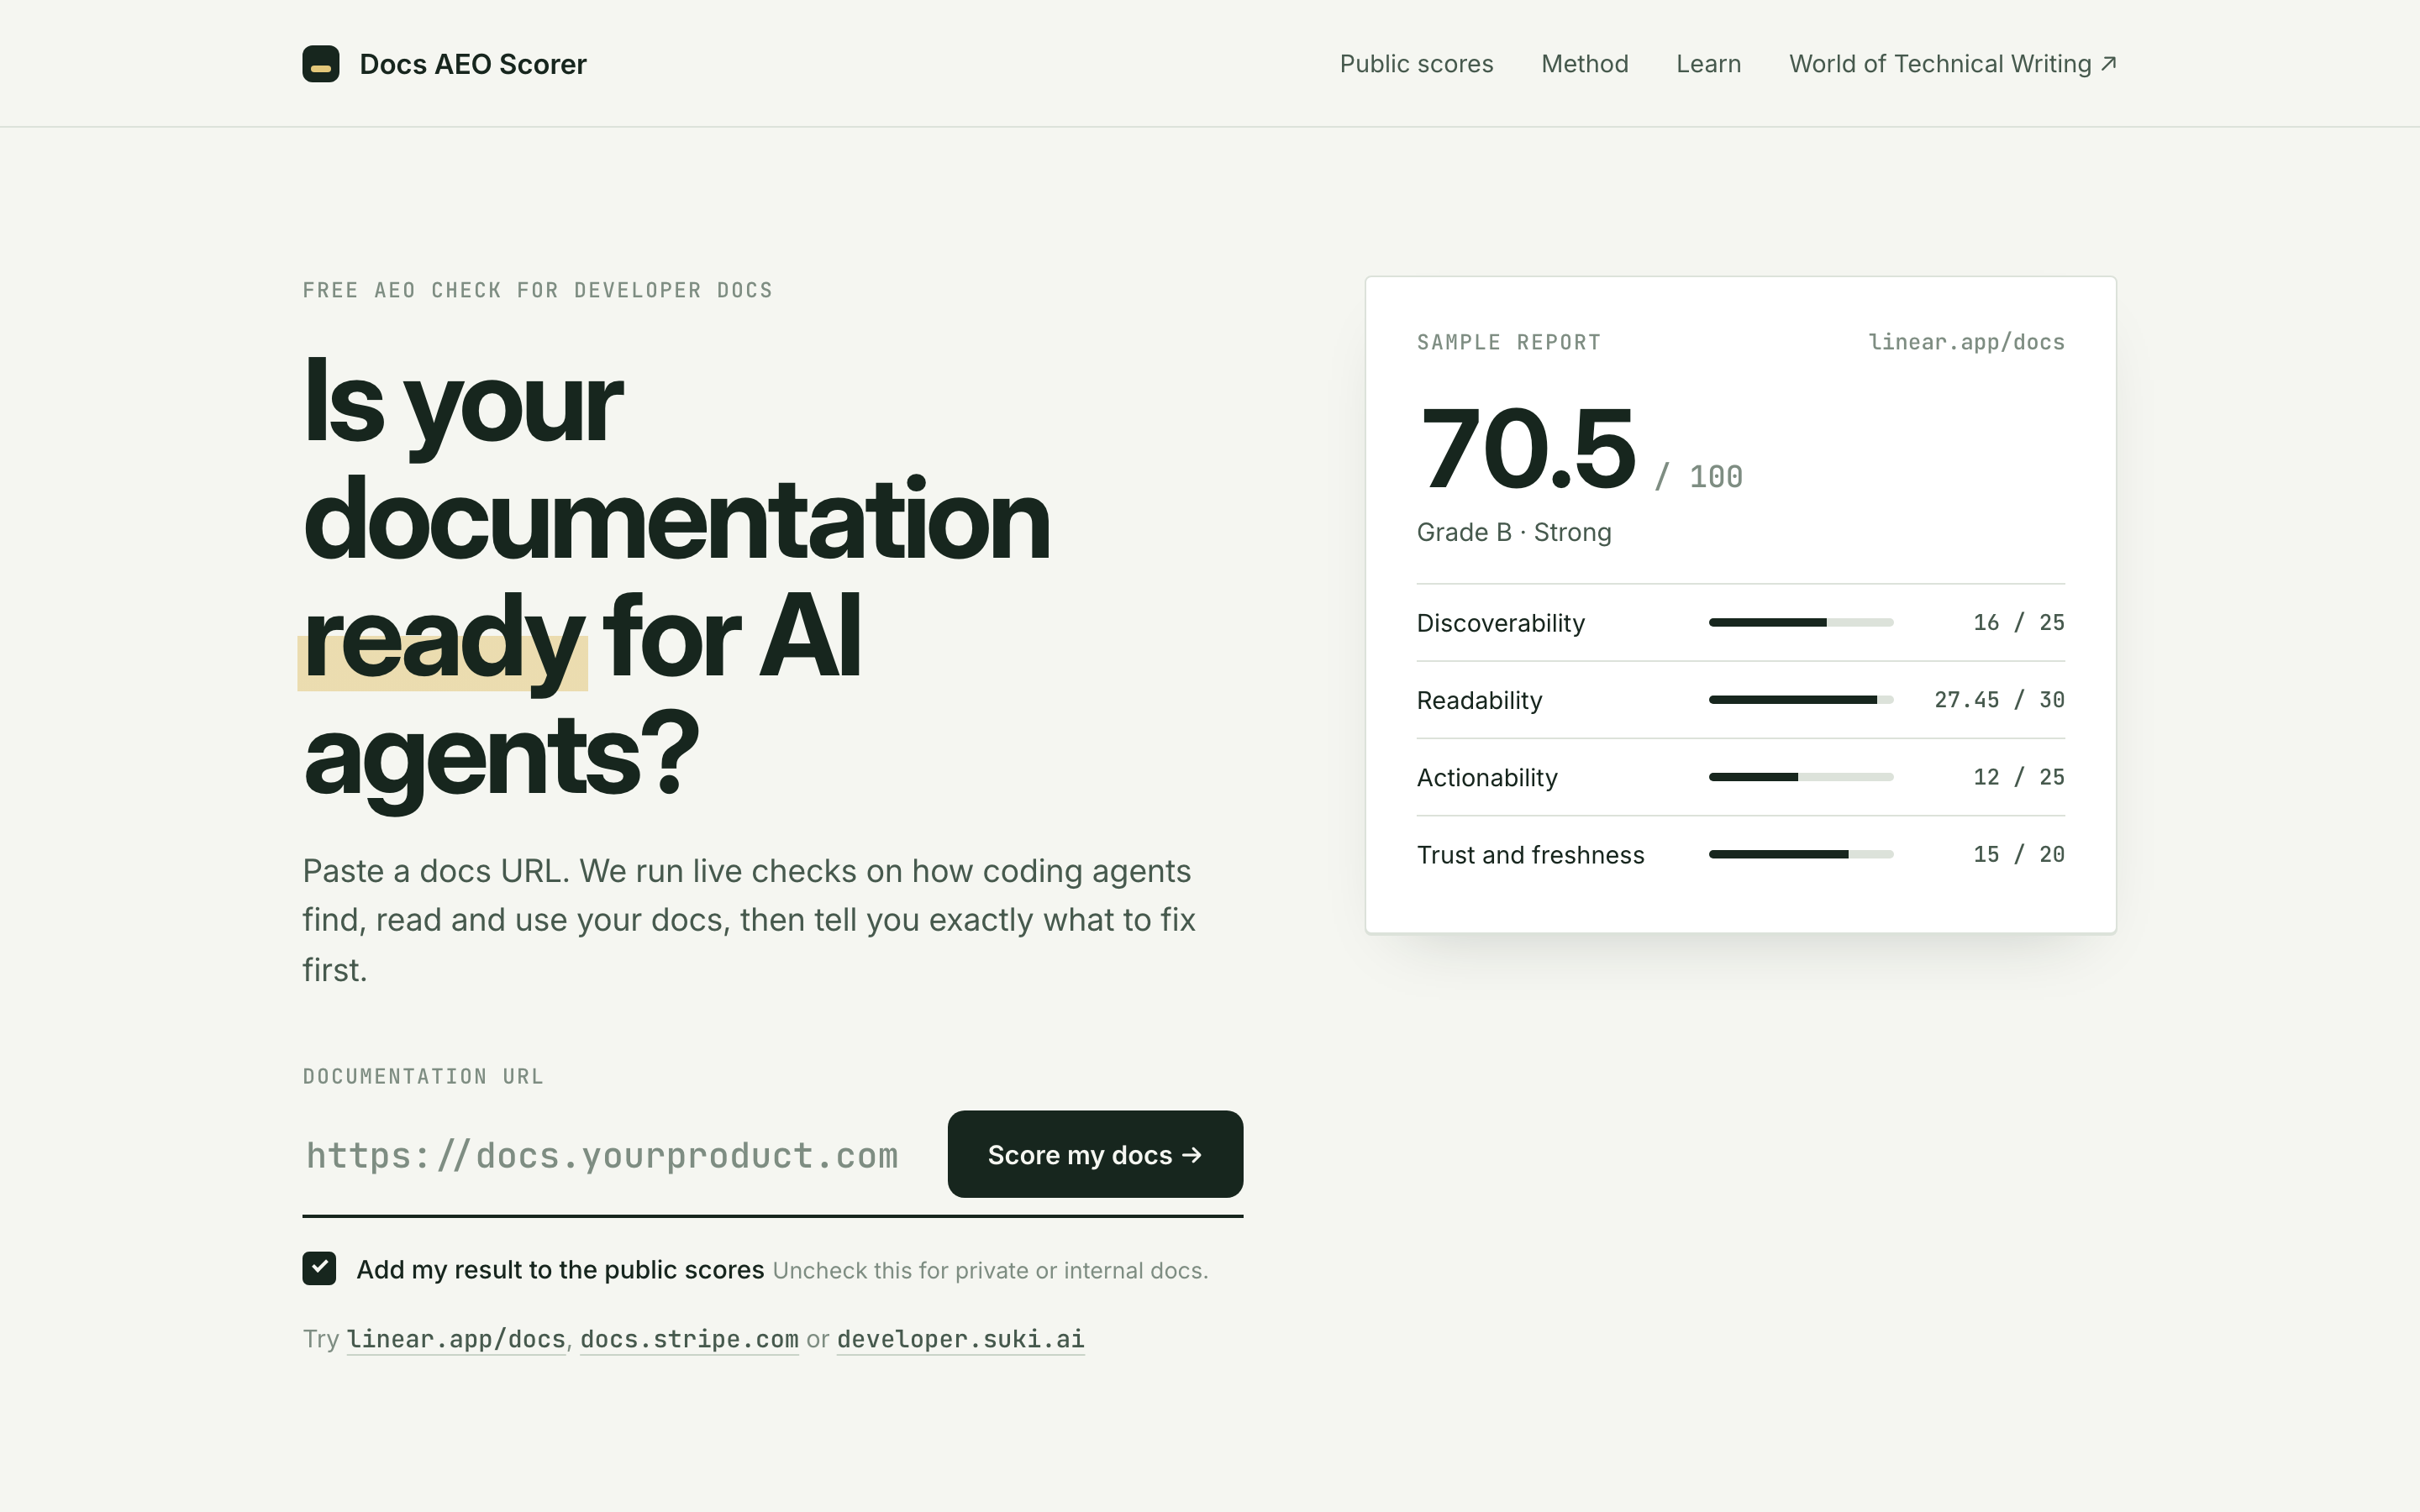 Docs AEO Scorer
Public scores
Method
Learn
World of Technical Writing ↗
FREE AEO CHECK FOR DEVELOPER DOCS
Is your
documentation
ready for AI
agents?
Paste a docs URL. We run live checks on how coding agents
find, read and use your docs, then tell you exactly what to fix
first.
DOCUMENTATION URL
https://docs.yourproduct.com
Score my docs →
Add my result to the public scores Uncheck this for private or internal docs.
Try linear.app/docs, docs.stripe.com or developer.suki.ai
SAMPLE REPORT
linear.app/docs
70.5 / 100
Grade B · Strong
Discoverability 16 / 25
Readability 27.45 / 30
Actionability 12 / 25
Trust and freshness 15 / 20